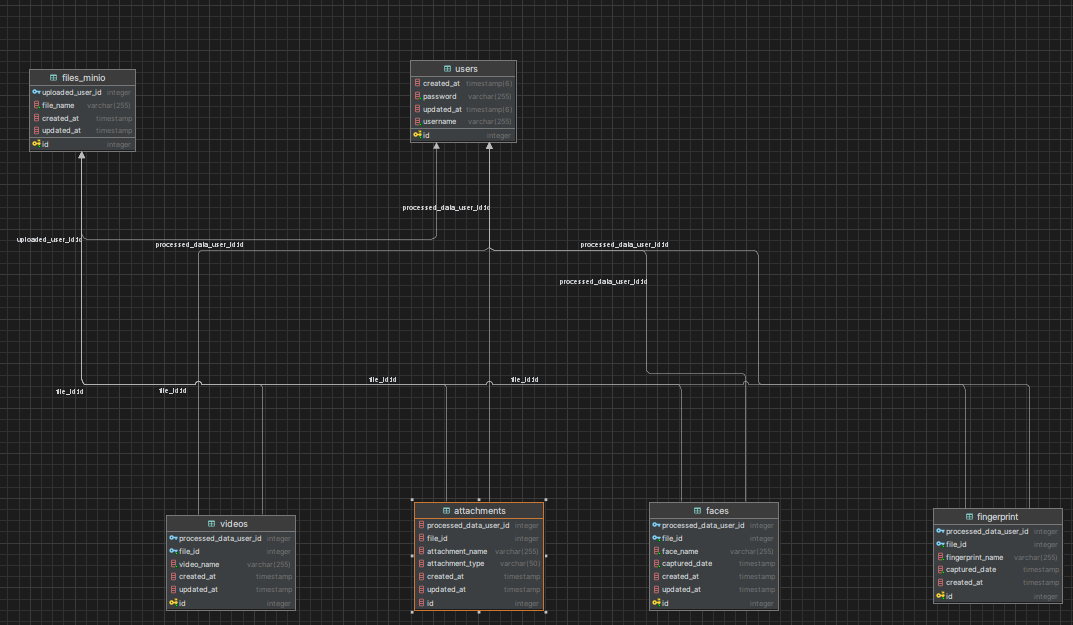 files_minio
uploaded_user_id integer
file_name varchar(255)
created_at timestamp
updated_at timestamp
id integer
users
created_at timestamp(6)
password varchar(255)
updated_at timestamp(6)
username varchar(255)
id integer
processed_data_user_id:id
uploaded_user_id:id
processed_data_user_id:id
processed_data_user_id:id
processed_data_user_id:id
file_id:id
file_id:id
file_id:id
file_id:id
videos
processed_data_user_id integer
file_id integer
video_name varchar(255)
created_at timestamp
updated_at timestamp
id integer
attachments
processed_data_user_id integer
file_id integer
attachment_name varchar(255)
attachment_type varchar(50)
created_at timestamp
updated_at timestamp
id integer
faces
processed_data_user_id integer
file_id integer
face_name varchar(255)
captured_date timestamp
created_at timestamp
updated_at timestamp
id integer
fingerprint
processed_data_user_id integer
file_id integer
fingerprint_name varchar(255)
captured_date timestamp
created_at timestamp
id integer